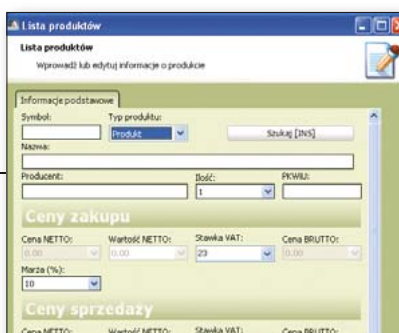 Lista produktów
Lista produktów
Wprowadź lub edytuj informacje o produkcie
Informacje podstawowe
Symbol: Typ produktu:
Produkt Szukaj [INS]
Nazwa:
Producent: Ilość: PKWiU:
1
Ceny zakupu
Cena NETTO: Wartość NETTO: Stawka VAT: Cena BRUTTO:
0.00 0.00 23 0.00
Marża (%):
10
Ceny sprzedaży
Cena NETTO: Wartość NETTO: Stawka VAT: Cena BRUTTO: